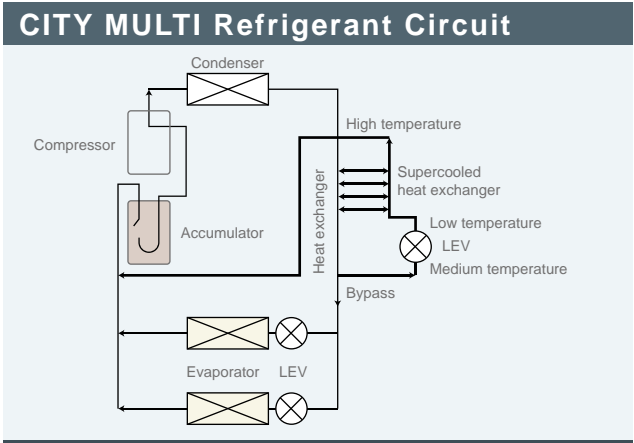 CITY MULTI Refrigerant Circuit
Condenser
High temperature
Compressor
Supercooled
heat exchanger
Heat exchanger
Accumulator
Low temperature
LEV
Medium temperature
Bypass
Evaporator
LEV